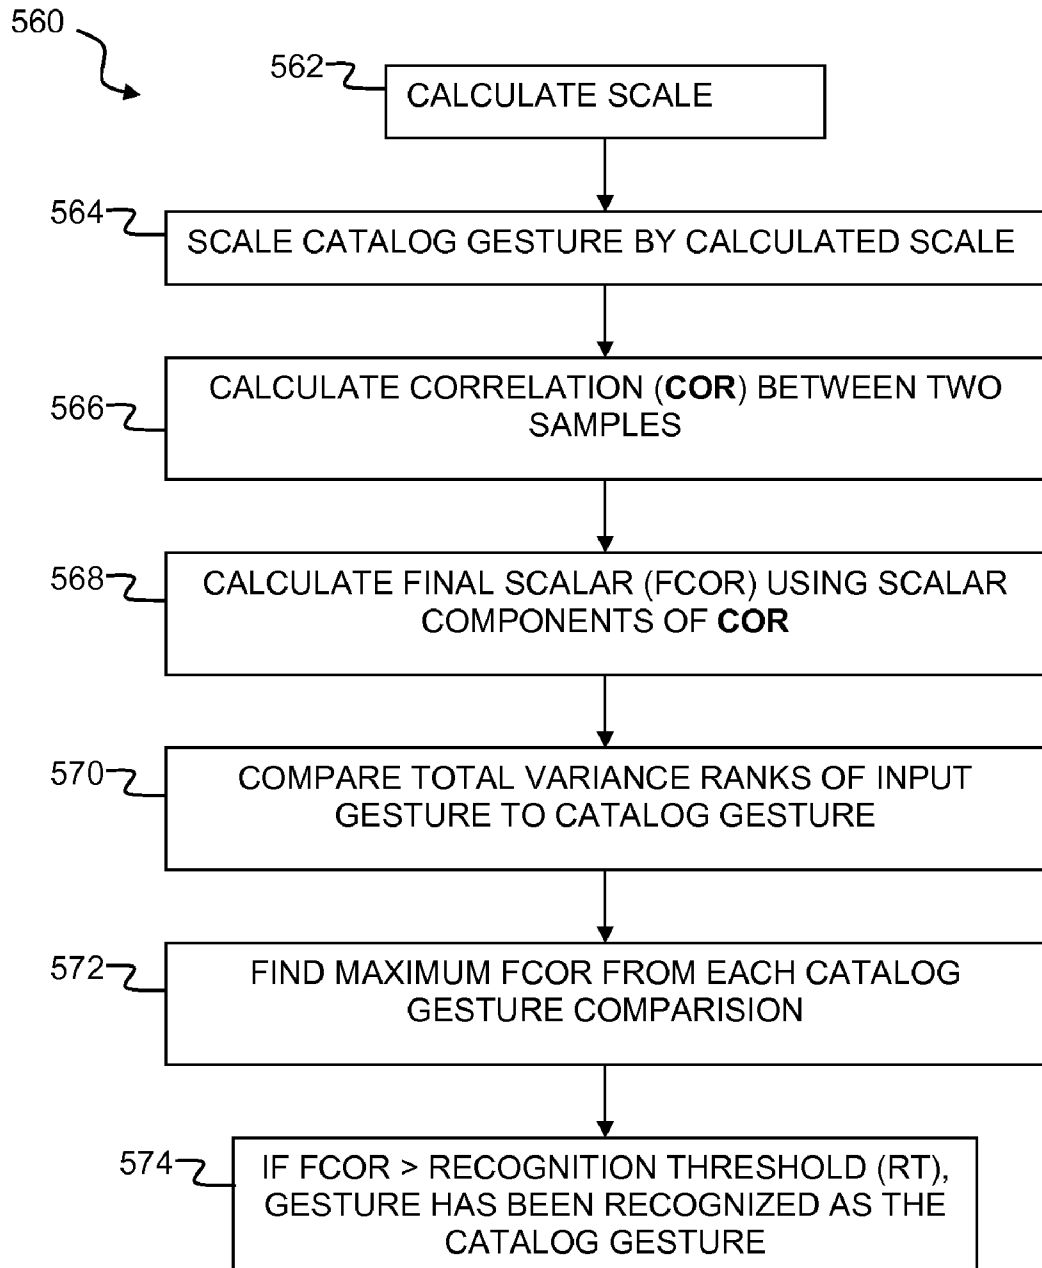 560
562
CALCULATE SCALE
564
SCALE CATALOG GESTURE BY CALCULATED SCALE
566
CALCULATE CORRELATION (COR) BETWEEN TWO
SAMPLES
568
CALCULATE FINAL SCALAR (FCOR) USING SCALAR
COMPONENTS OF COR
570
COMPARE TOTAL VARIANCE RANKS OF INPUT
GESTURE TO CATALOG GESTURE
572
FIND MAXIMUM FCOR FROM EACH CATALOG
GESTURE COMPARISION
574
IF FCOR > RECOGNITION THRESHOLD (RT),
GESTURE HAS BEEN RECOGNIZED AS THE
CATALOG GESTURE